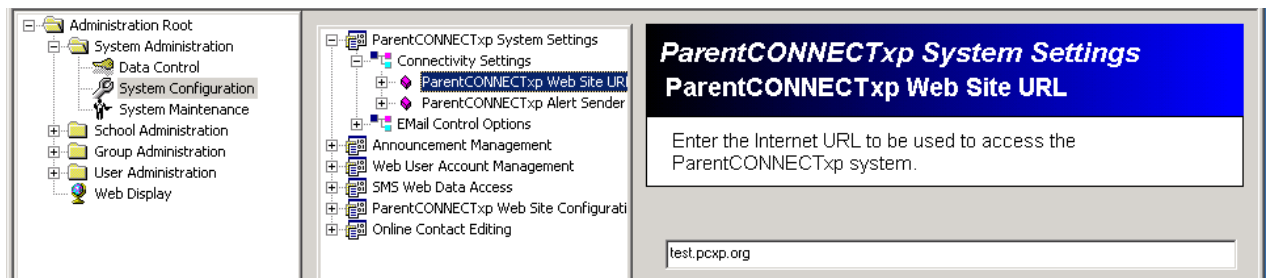 Administration Root
System Administration
Data Control
System Configuration
System Maintenance
School Administration
Group Administration
User Administration
Web Display
ParentCONNECTxp System Settings
Connectivity Settings
ParentCONNECTxp Web Site URL
ParentCONNECTxp Alert Sender
EMail Control Options
Announcement Management
Web User Account Management
SMS Web Data Access
ParentCONNECTxp Web Site Configurati
Online Contact Editing
ParentCONNECTxp System Settings
ParentCONNECTxp Web Site URL
Enter the Internet URL to be used to access the
ParentCONNECTxp system.
test.pcxp.org